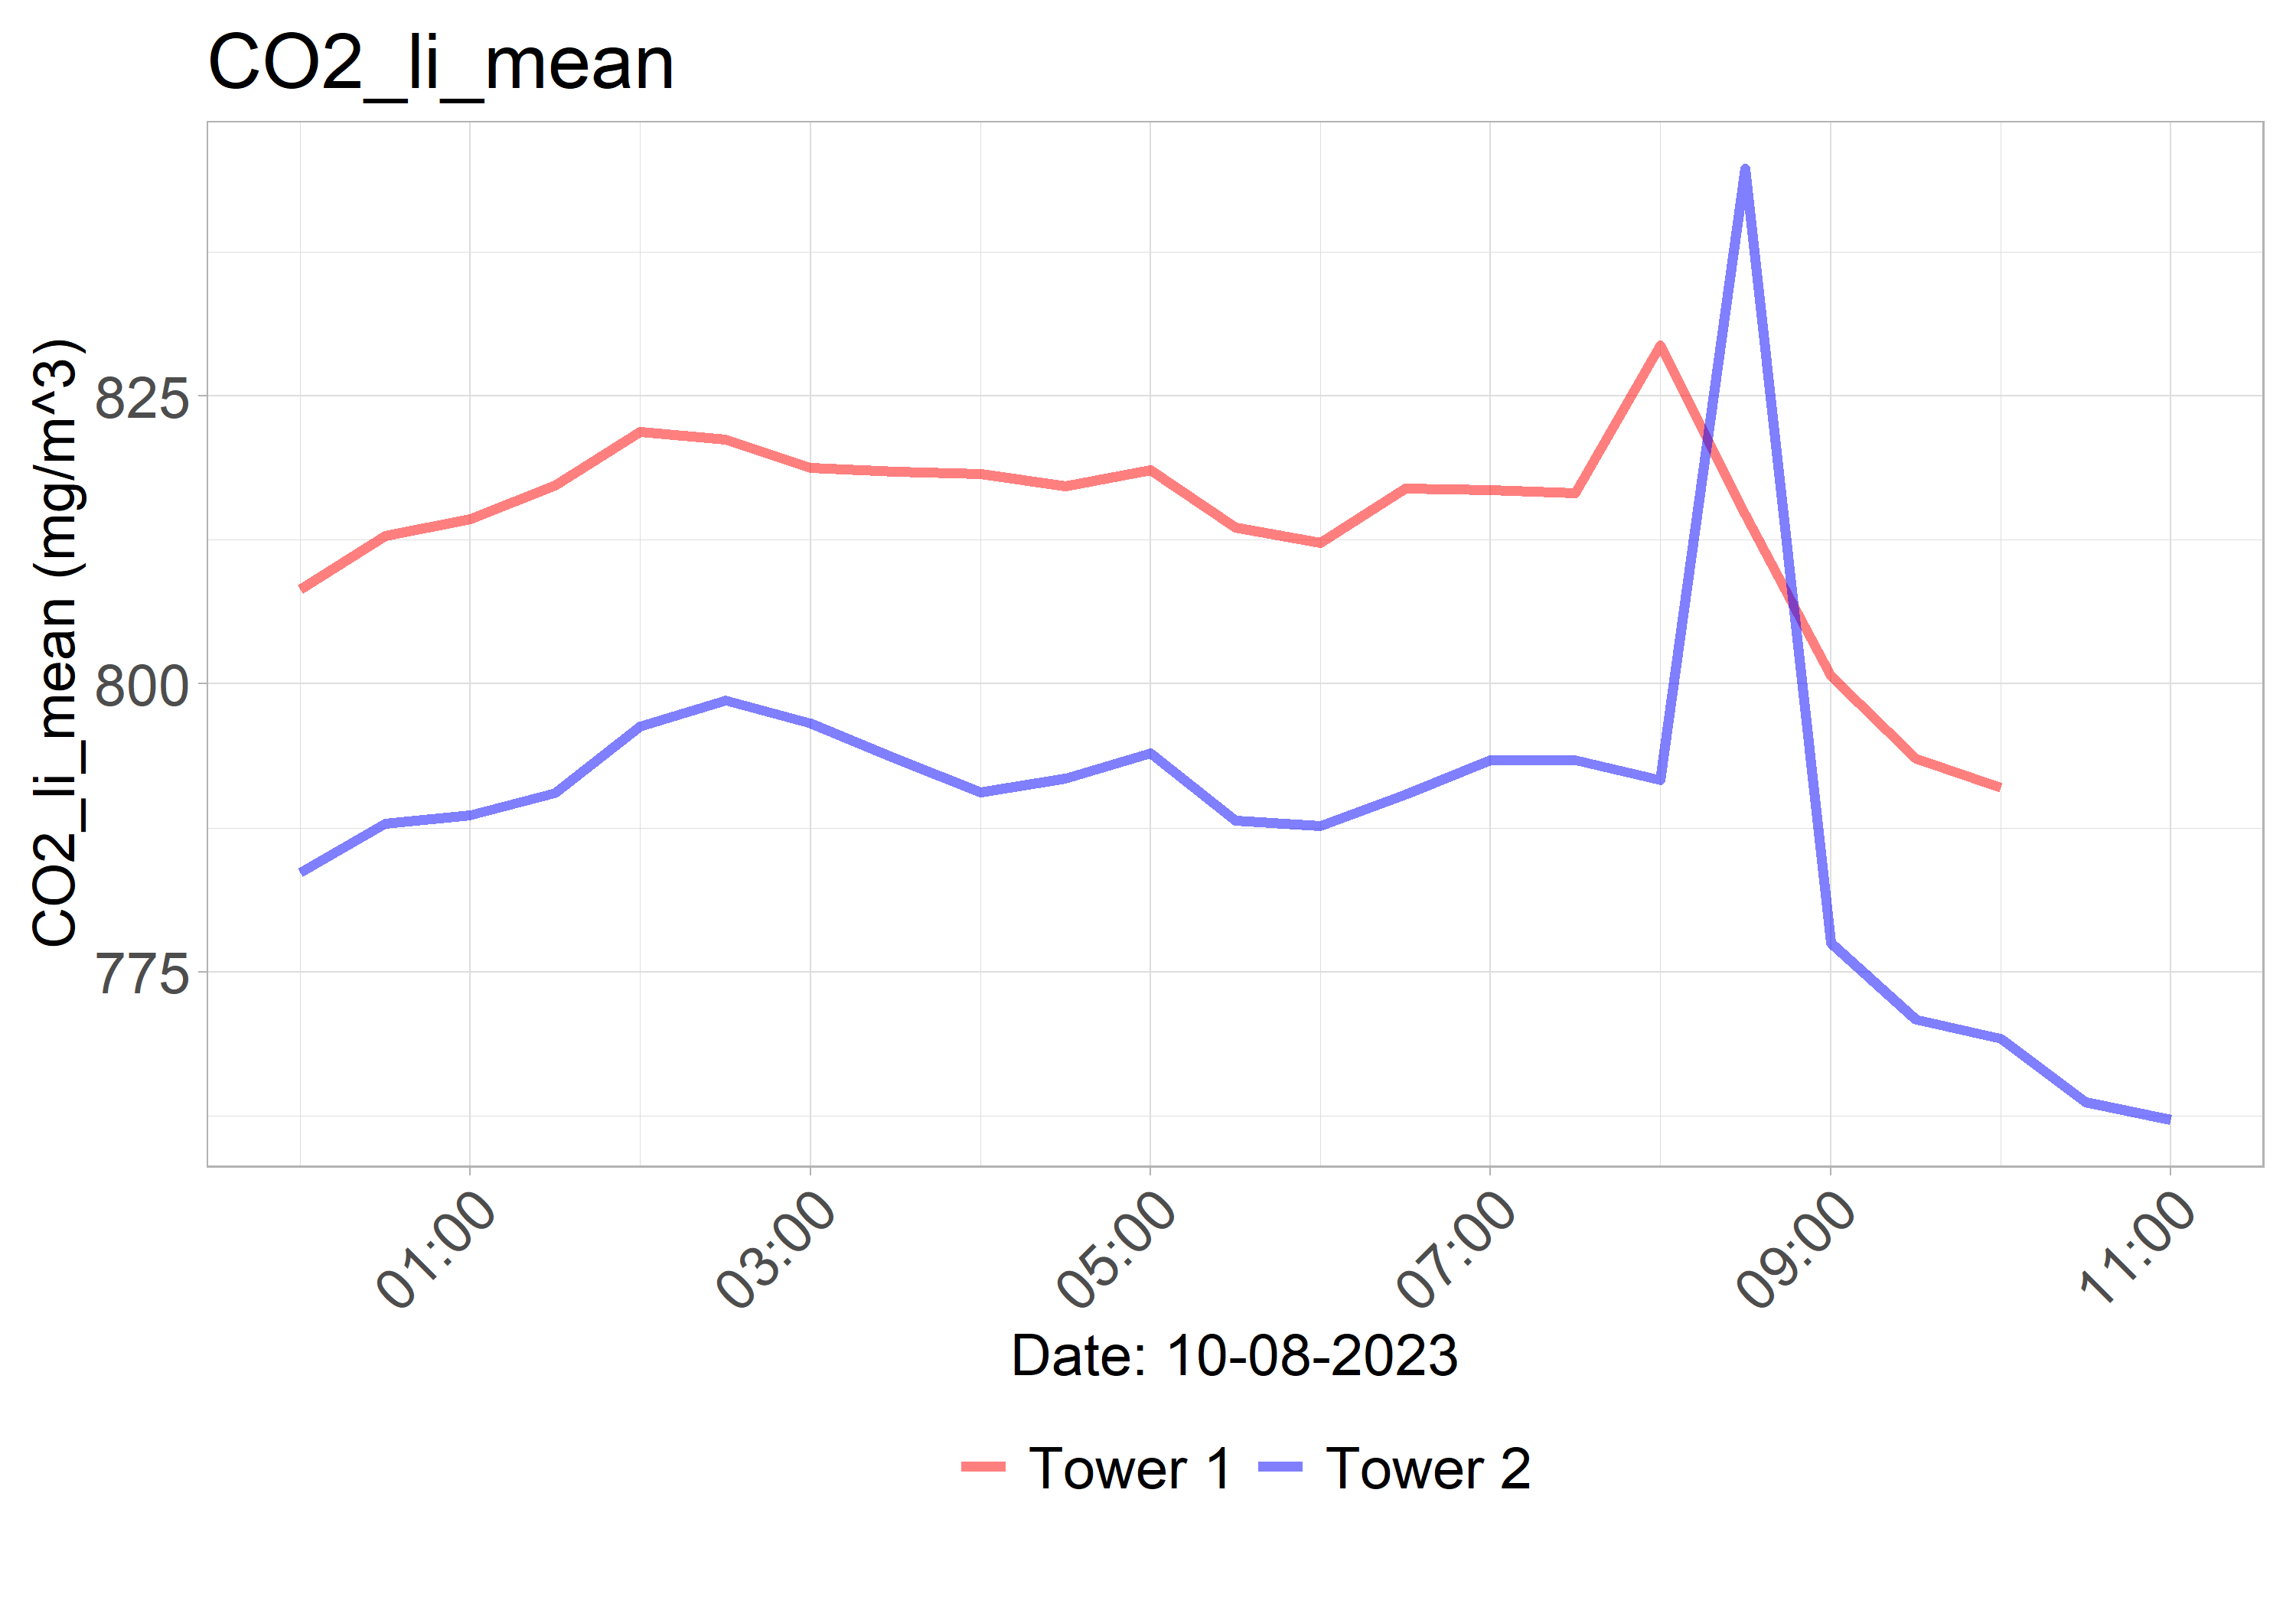 CO2_li_mean
CO2_li_mean (mg/m^3)
825
800
775
01:00
03:00
05:00
07:00
09:00
11:00
Date: 10-08-2023
Tower 1
Tower 2